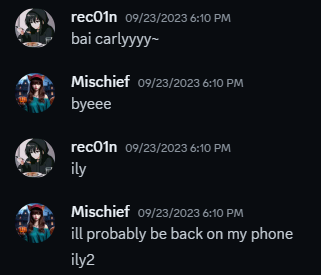 rec01n 09/23/2023 6:10 PM
bai carlyyyy~
Mischief 09/23/2023 6:10 PM
byeee
rec01n 09/23/2023 6:10 PM
ily
Mischief 09/23/2023 6:10 PM
ill probably be back on my phone
ily2